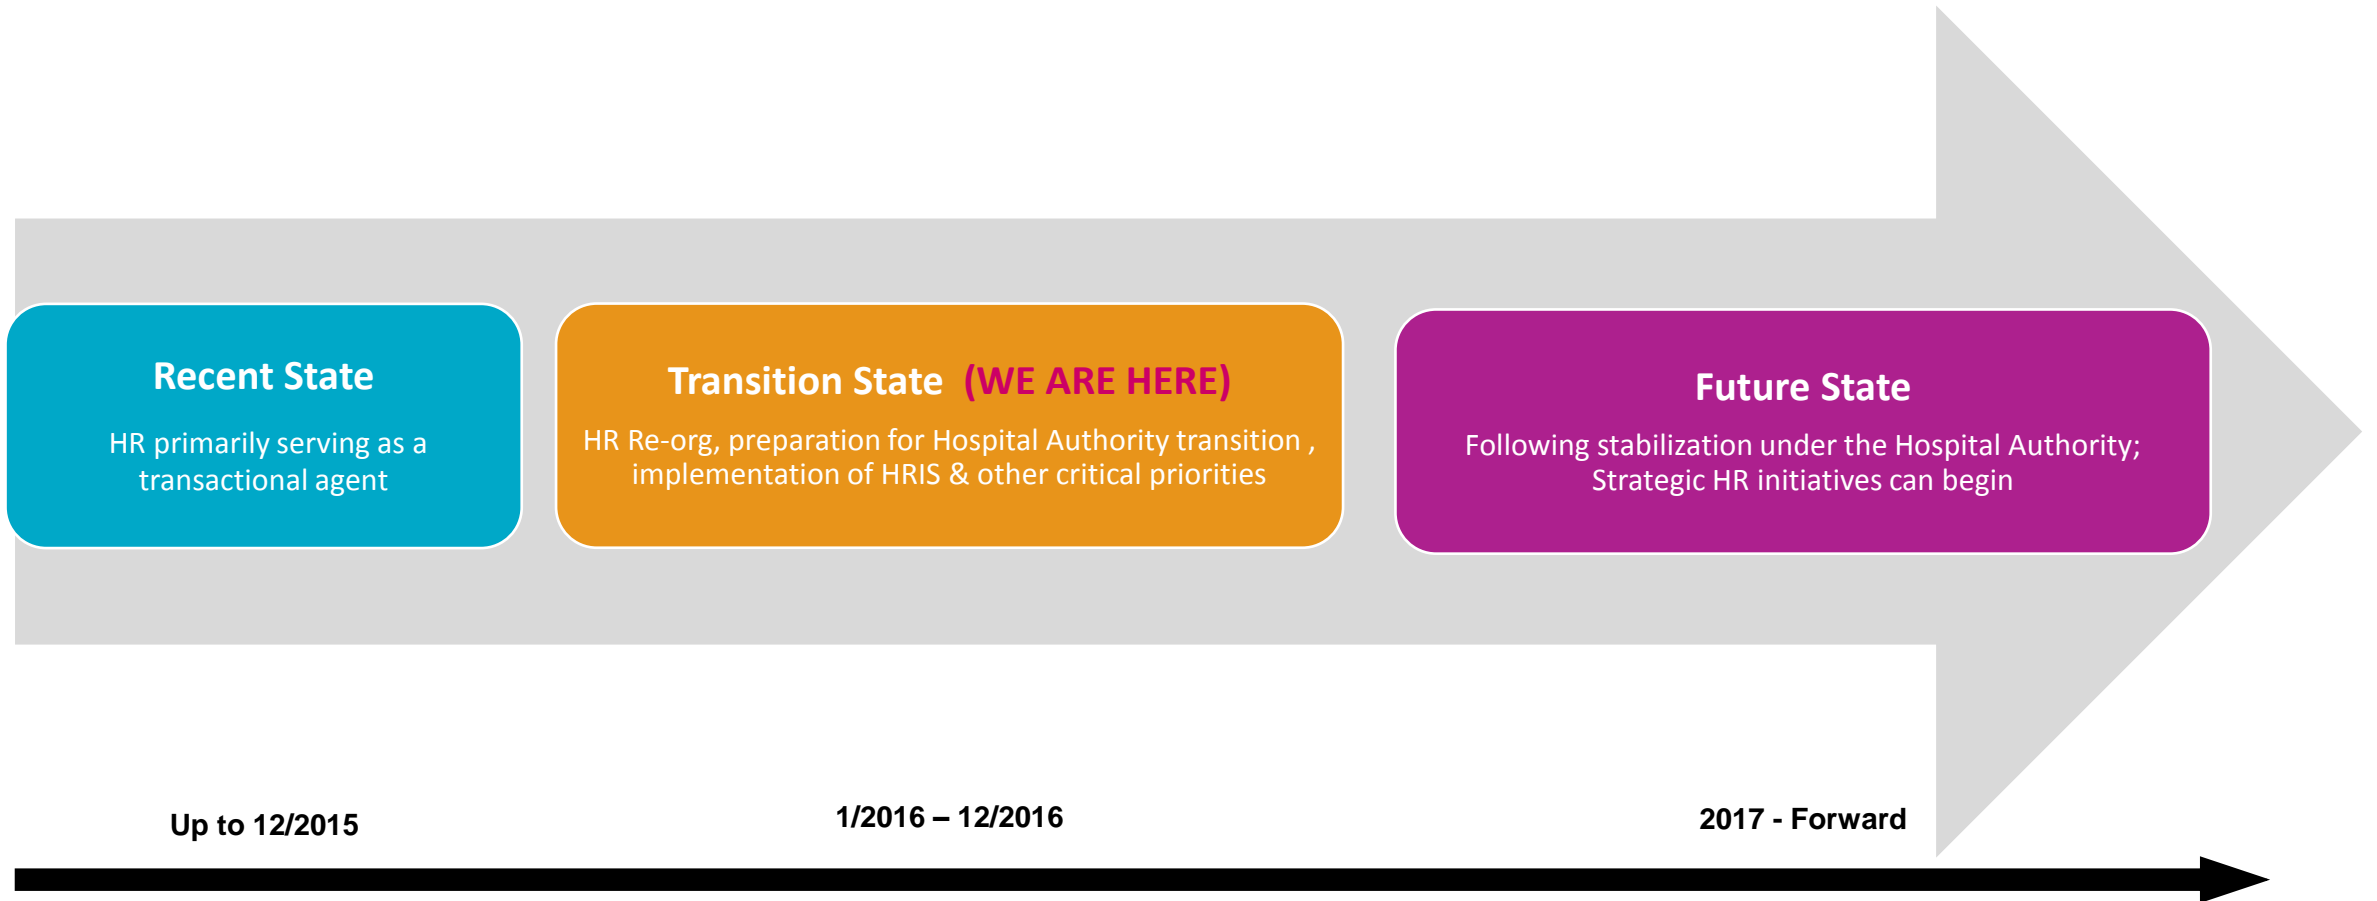 Recent State
HR primarily serving as a
transactional agent
Transition State (WE ARE HERE)
HR Re-org, preparation for Hospital Authority transition ,
implementation of HRIS & other critical priorities
Future State
Following stabilization under the Hospital Authority;
Strategic HR initiatives can begin
Up to 12/2015
1/2016 – 12/2016
2017 - Forward